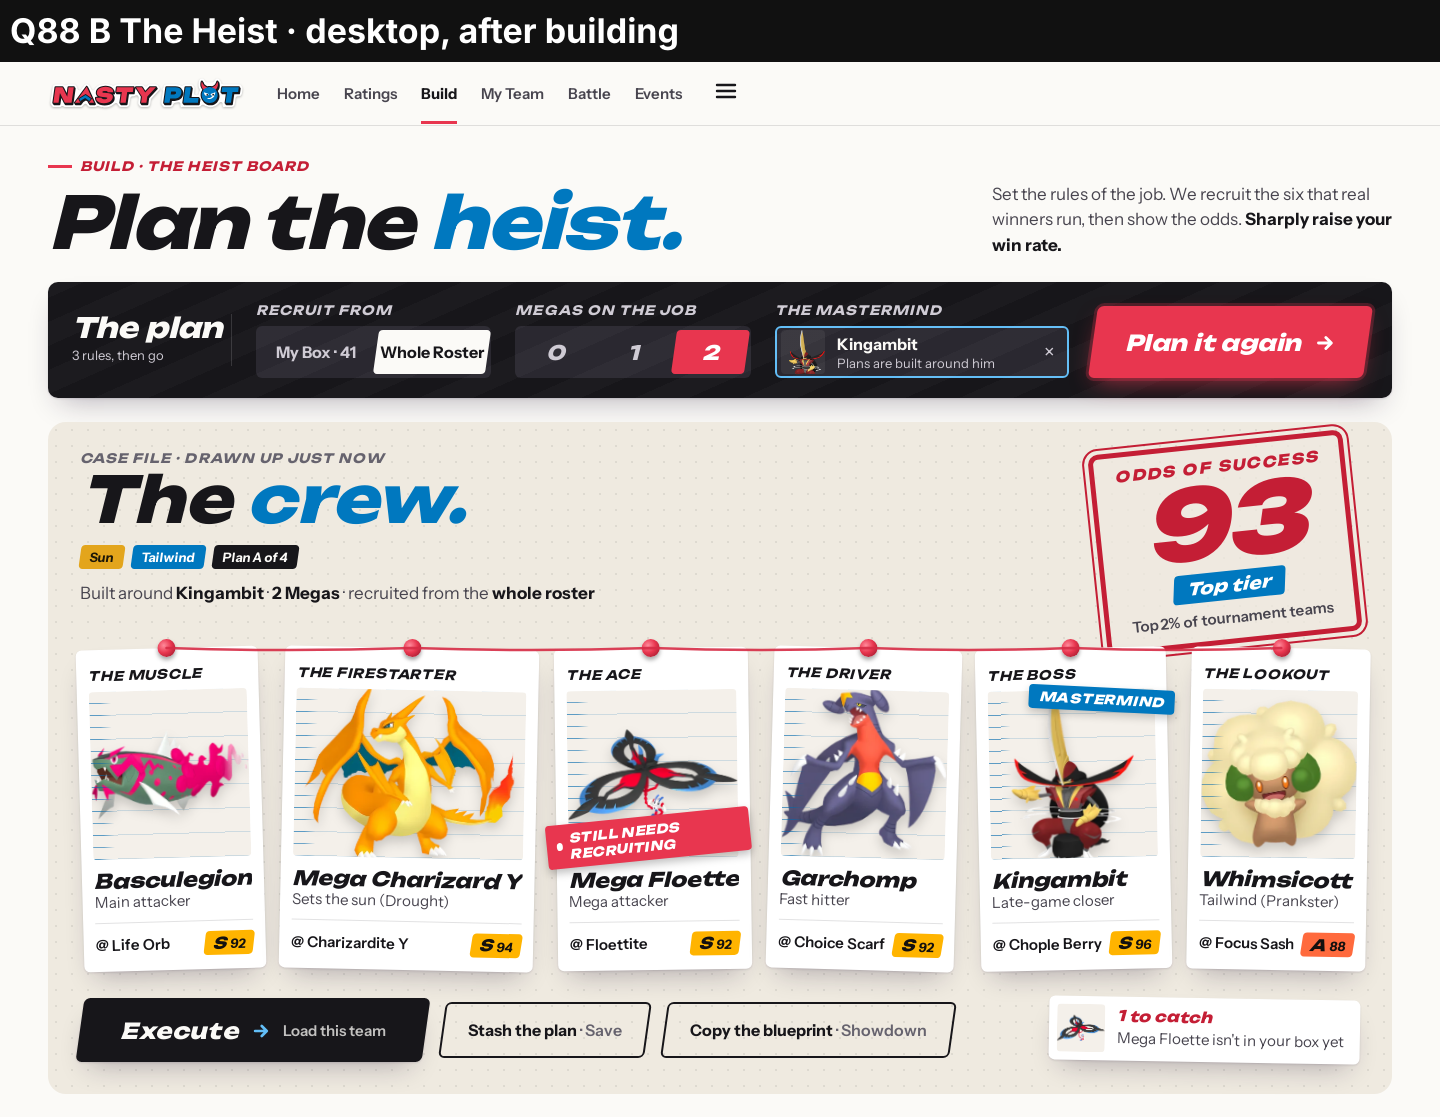 Q88 B The Heist · desktop, after building
NASTY PLOT
Home
Ratings
Build
My Team
Battle
Events
BUILD · THE HEIST BOARD
Plan the heist.
Set the rules of the job. We recruit the six that real
winners run, then show the odds. Sharply raise your
win rate.
The plan
3 rules, then go
RECRUIT FROM
My Box · 41
Whole Roster
MEGAS ON THE JOB
0
1
2
THE MASTERMIND
Kingambit
Plans are built around him
×
Plan it again →
CASE FILE · DRAWN UP JUST NOW
The crew.
Sun
Tailwind
Plan A of 4
Built around Kingambit · 2 Megas · recruited from the whole roster
ODDS OF SUCCESS
93
Top tier
Top 2% of tournament teams
THE MUSCLE
Basculegion
Main attacker
@ Life Orb
S 92
THE FIRESTARTER
Mega Charizard Y
Sets the sun (Drought)
@ Charizardite Y
S 94
THE ACE
STILL NEEDS
RECRUITING
Mega Floette
Mega attacker
@ Floettite
S 92
THE DRIVER
Garchomp
Fast hitter
@ Choice Scarf
S 92
THE BOSS
MASTERMIND
Kingambit
Late-game closer
@ Chople Berry
S 96
THE LOOKOUT
Whimsicott
Tailwind (Prankster)
@ Focus Sash
A 88
Execute → Load this team
Stash the plan · Save
Copy the blueprint · Showdown
1 to catch
Mega Floette isn't in your box yet